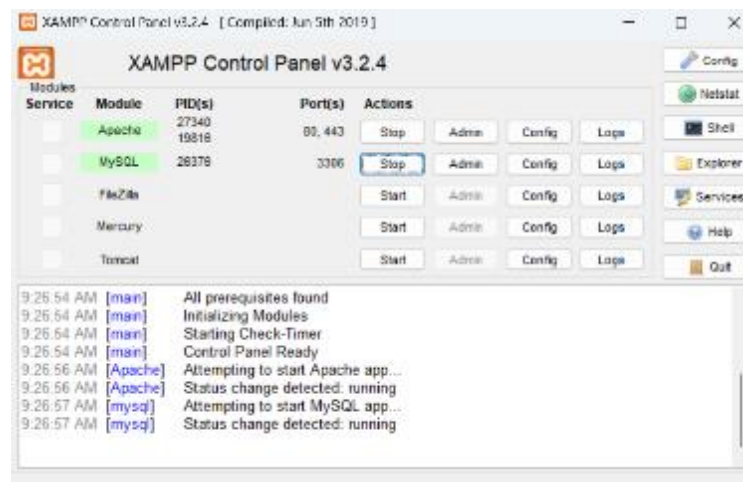 XAMPP Control Panel v3.2.4 [ Compiled: Jun 5th 2019 ]
XAMPP Control Panel v3.2.4
Modules
Service Module PID(s) Port(s) Actions
Apache 27340 19816 80, 443 Stop Admin Config Logs
MySQL 26376 3306 Stop Admin Config Logs
FileZilla Start Admin Config Logs
Mercury Start Admin Config Logs
Tomcat Start Admin Config Logs
Config
Netstat
Shell
Explorer
Services
Help
Quit
9:26:54 AM [main] All prerequisites found
9:26:54 AM [main] Initializing Modules
9:26:54 AM [main] Starting Check-Timer
9:26:54 AM [main] Control Panel Ready
9:26:56 AM [Apache] Attempting to start Apache app...
9:26:56 AM [Apache] Status change detected: running
9:26:57 AM [mysql] Attempting to start MySQL app...
9:26:57 AM [mysql] Status change detected: running